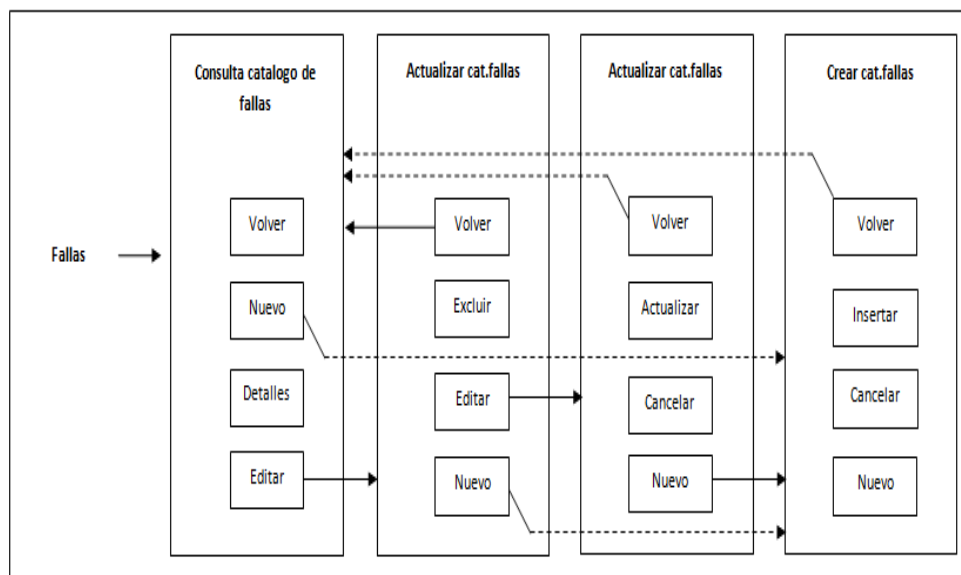 Fallas
Consulta catalogo de
fallas
Volver
Nuevo
Detalles
Editar
Actualizar cat.fallas
Volver
Excluir
Editar
Nuevo
Actualizar cat.fallas
Volver
Actualizar
Cancelar
Nuevo
Crear cat.fallas
Volver
Insertar
Cancelar
Nuevo